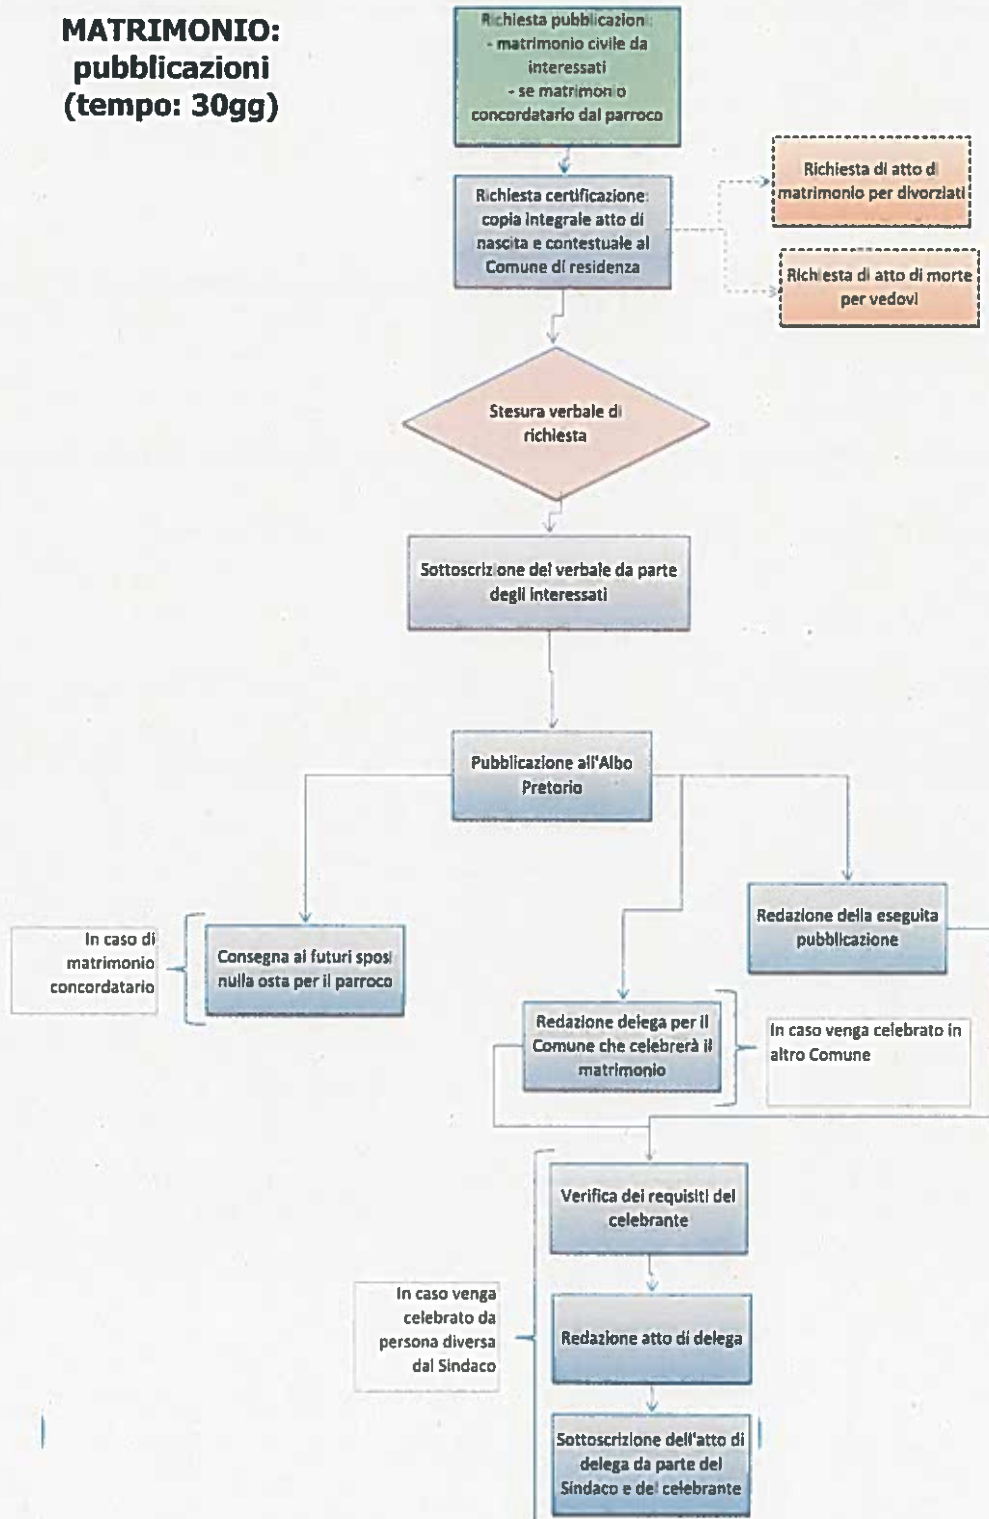 MATRIMONIO:
pubblicazioni
(tempo: 30gg)
Richiesta pubblicazioni:
- matrimonio civile da
interessati
- se matrimonio
concordatario dal parroco
Richiesta certificazione:
copia integrale atto di
nascita e contestuale al
Comune di residenza
Richiesta di atto di
matrimonio per divorziati
Richiesta di atto di morte
per vedovi
Stesura verbale di
richiesta
Sottoscrizione del verbale da parte
degli interessati
Pubblicazione all'Albo
Pretorio
In caso di
matrimonio
concordatario
Consegna ai futuri sposi
nulla osta per il parroco
Redazione della eseguita
pubblicazione
Redazione delega per il
Comune che celebrerà il
matrimonio
In caso venga celebrato in
altro Comune
Verifica dei requisiti del
celebrante
In caso venga
celebrato da
persona diversa
dal Sindaco
Redazione atto di delega
Sottoscrizione dell'atto di
delega da parte del
Sindaco e del celebrante